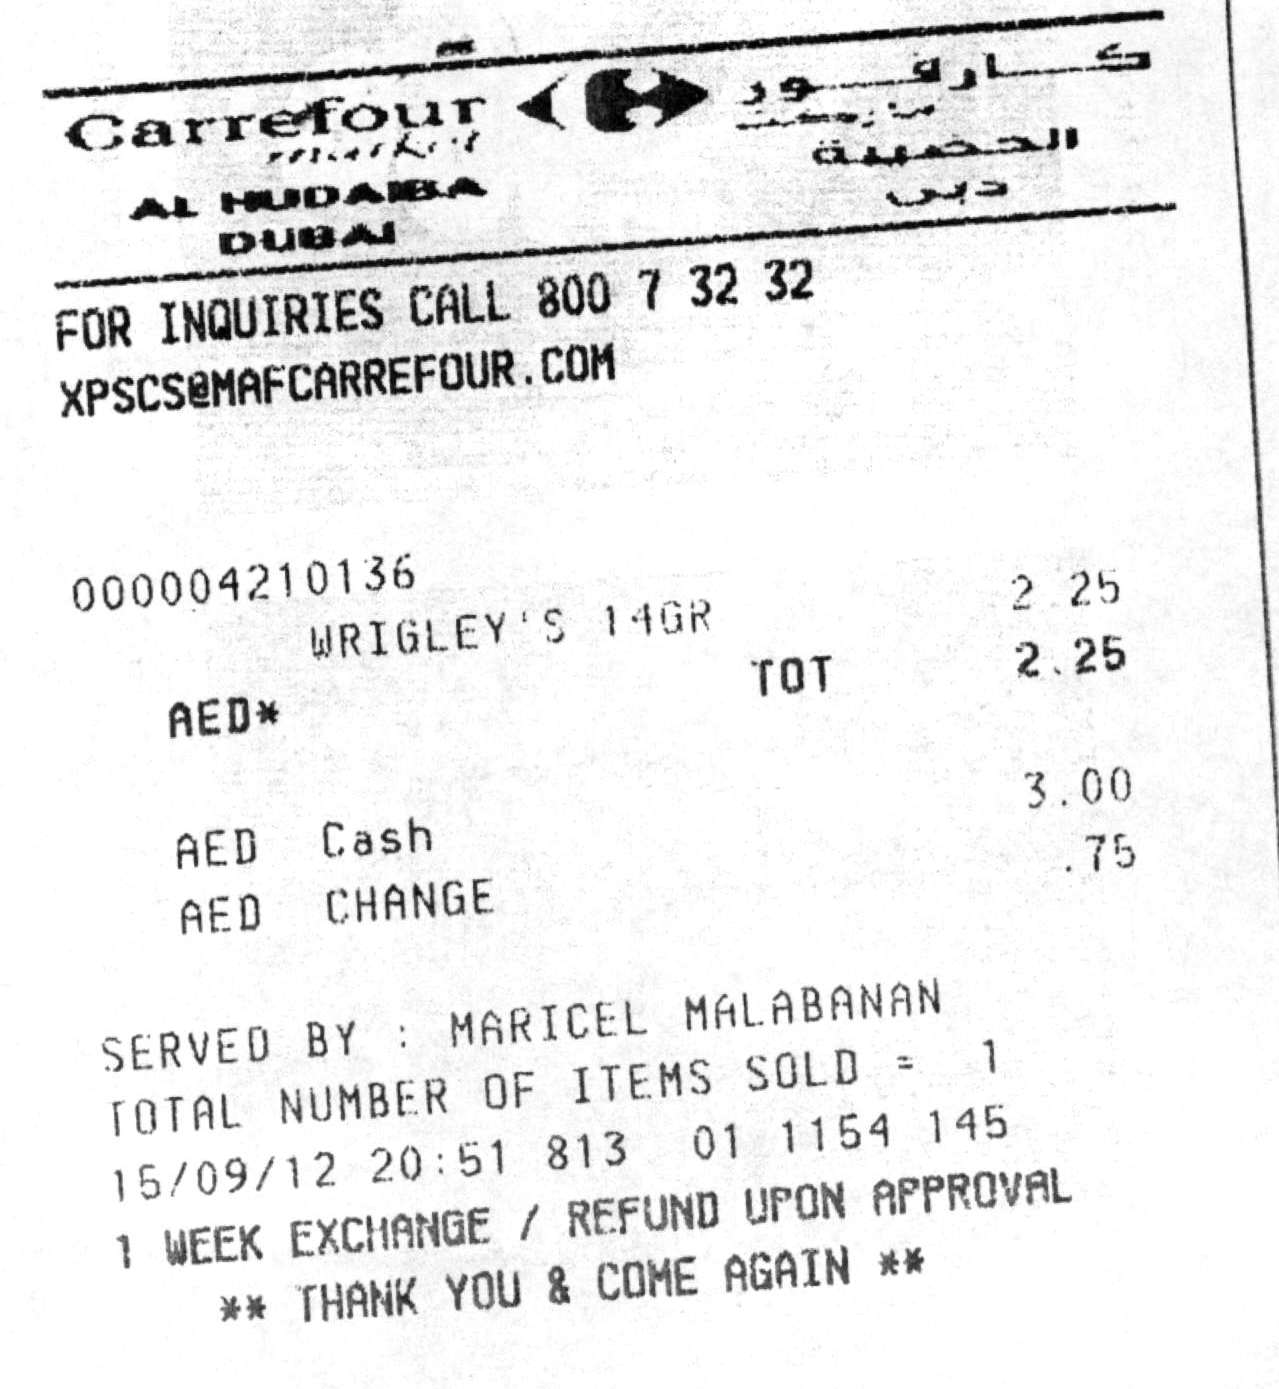 Carrefour
market
AL HUDAIBA
DUBAI
كارفور
ماركت
الحضيبة
دبي
FOR INQUIRIES CALL 800 7 32 32
XPSCS@MAFCARREFOUR.COM
000004210136
WRIGLEY'S 14GR 2.25
AED* TOT 2.25
AED Cash 3.00
AED CHANGE .75
SERVED BY : MARICEL MALABANAN
TOTAL NUMBER OF ITEMS SOLD = 1
15/09/12 20:51 813 01 1154 145
1 WEEK EXCHANGE / REFUND UPON APPROVAL
** THANK YOU & COME AGAIN **